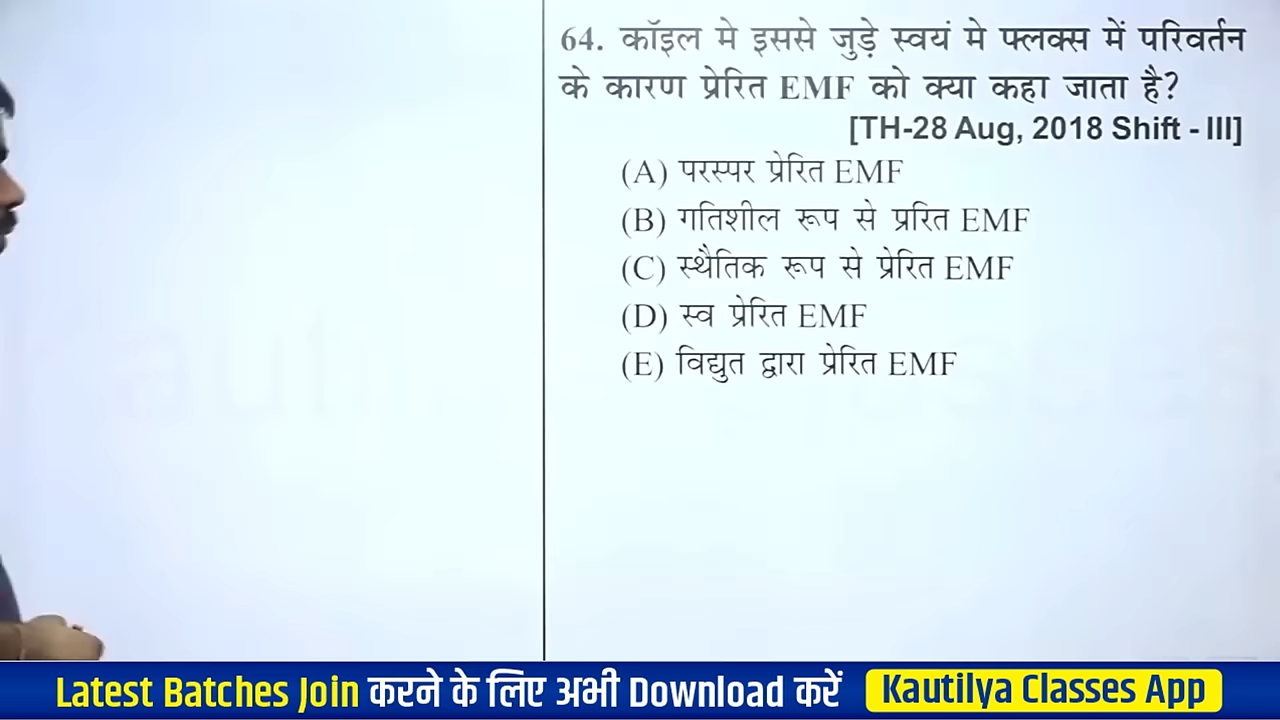 64. कॉइल मे इससे जुड़े स्वयं मे फ्लक्स में परिवर्तन
के कारण प्रेरित EMF को क्या कहा जाता है?
[TH-28 Aug, 2018 Shift - III]
(A) परस्पर प्रेरित EMF
(B) गतिशील रूप से प्ररित EMF
(C) स्थैतिक रूप से प्रेरित EMF
(D) स्व प्रेरित EMF
(E) विद्युत द्वारा प्रेरित EMF
Latest Batches Join करने के लिए अभी Download करें Kautilya Classes App